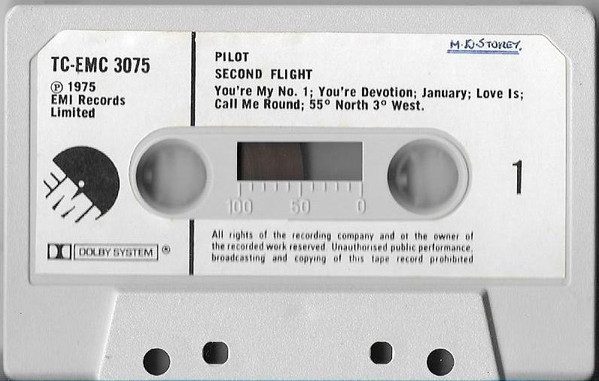 M.K.STOREY.
TC-EMC 3075
℗ 1975
EMI Records
Limited
PILOT
SECOND FLIGHT
You're My No. 1; You're Devotion; January; Love Is;
Call Me Round; 55° North 3° West.
EMI
1
100 50 0
DOLBY SYSTEM ®
All rights of the recording company and ot the owner of
the recorded work reserved. Unauthorised public performance,
broadcasting and copying of this tape record prohibited